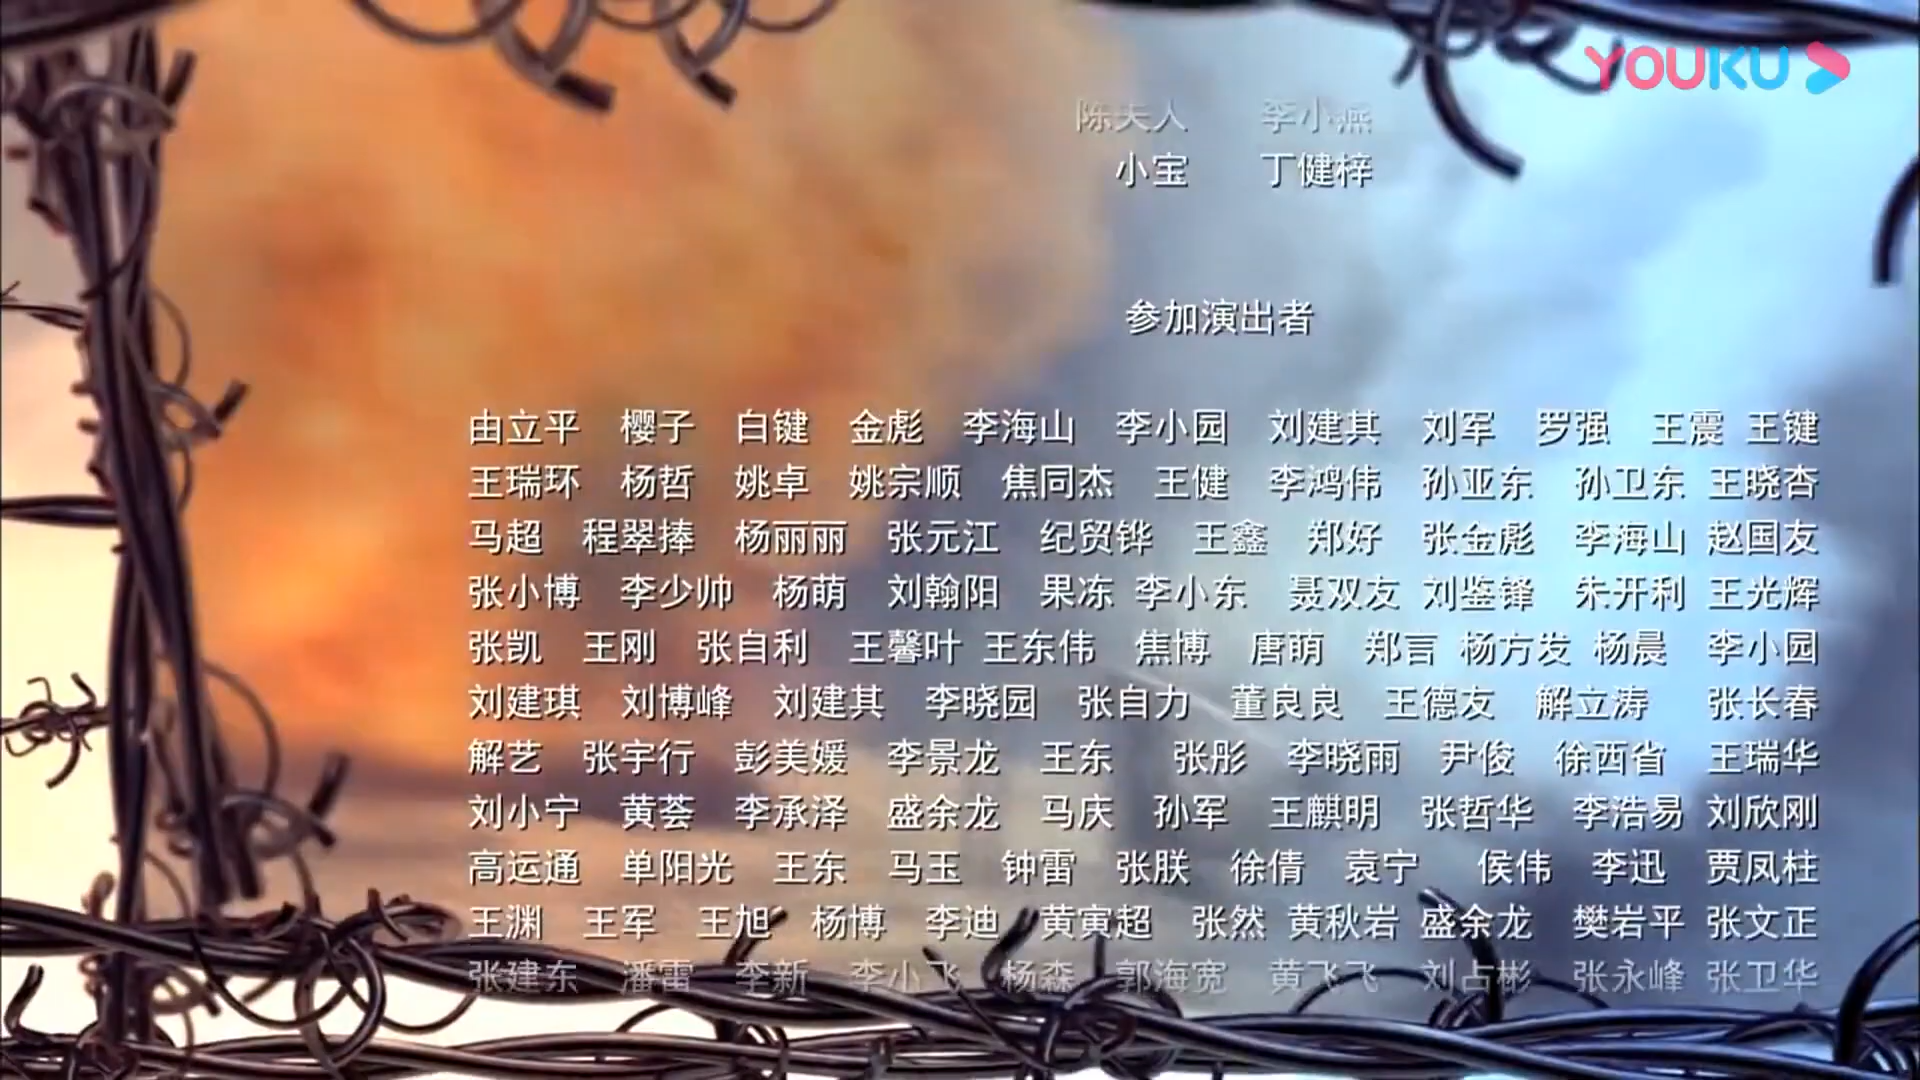 YOUKU
陈夫人 李小燕
小宝 丁健梓
参加演出者
由立平 樱子 白键 金彪 李海山 李小园 刘建其 刘军 罗强 王震 王键
王瑞环 杨哲 姚卓 姚宗顺 焦同杰 王健 李鸿伟 孙亚东 孙卫东 王晓杏
马超 程翠捧 杨丽丽 张元江 纪贸铧 王鑫 郑好 张金彪 李海山 赵国友
张小博 李少帅 杨萌 刘翰阳 果冻 李小东 聂双友 刘鉴锋 朱开利 王光辉
张凯 王刚 张自利 王馨叶 王东伟 焦博 唐萌 郑言 杨方发 杨晨 李小园
刘建琪 刘博峰 刘建其 李晓园 张自力 董良良 王德友 解立涛 张长春
解艺 张宇行 彭美媛 李景龙 王东 张彤 李晓雨 尹俊 徐西省 王瑞华
刘小宁 黄荟 李承泽 盛余龙 马庆 孙军 王麒明 张哲华 李浩易 刘欣刚
高运通 单阳光 王东 马玉 钟雷 张朕 徐倩 袁宁 侯伟 李迅 贾凤柱
王渊 王军 王旭 杨博 李迪 黄寅超 张然 黄秋岩 盛余龙 樊岩平 张文正
张建东 潘雷 李新 李小飞 杨森 郭海宽 黄飞飞 刘占彬 张永峰 张卫华